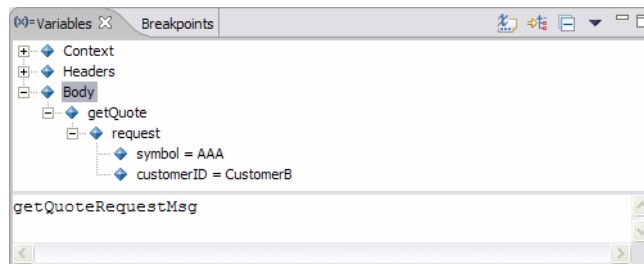 (x)= Variables Breakpoints
Context
Headers
Body
getQuote
request
symbol = AAA
customerID = CustomerB
getQuoteRequestMsg